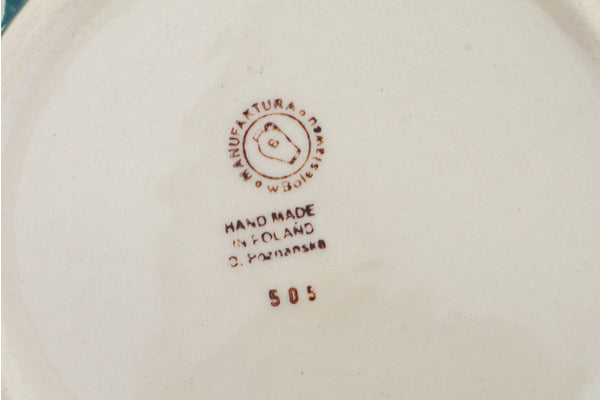 MANUFAKTURA
w Bolesławcu
HAND MADE
IN POLAND
Poznańska
505